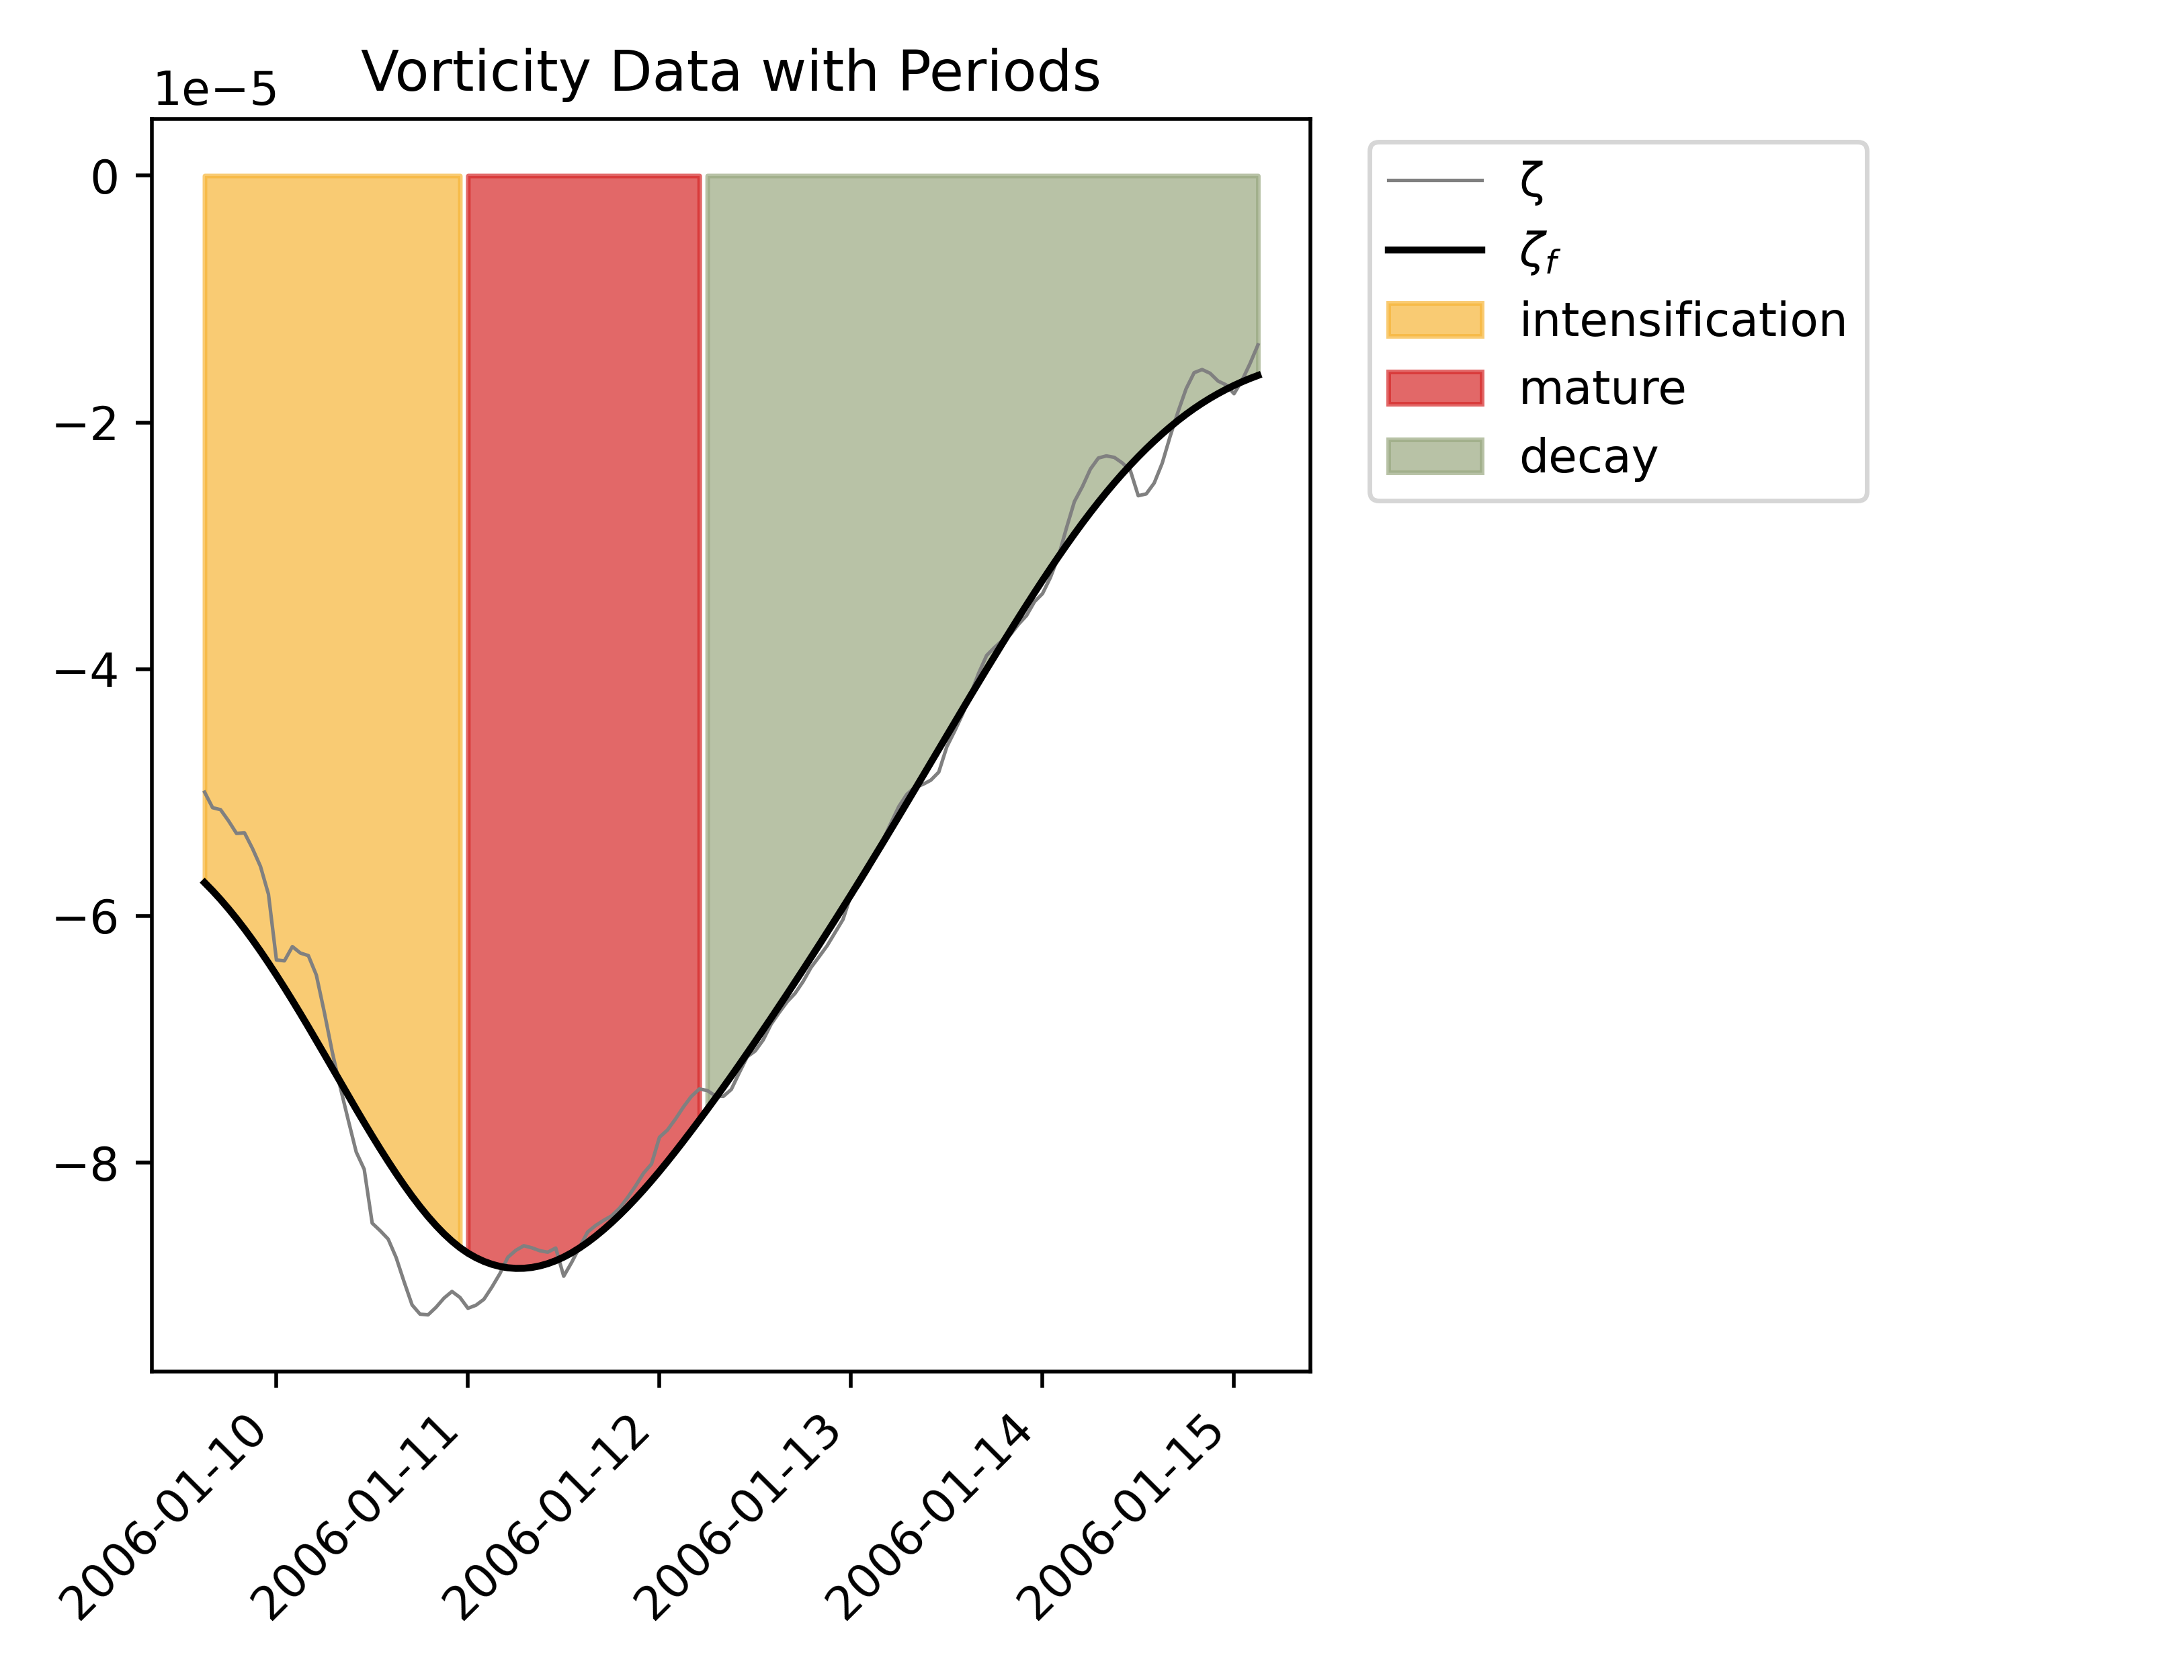 Vorticity Data with Periods
1e−5
0
−2
−4
−6
−8
2006-01-10
2006-01-11
2006-01-12
2006-01-13
2006-01-14
2006-01-15
ζ
ζf
intensification
mature
decay